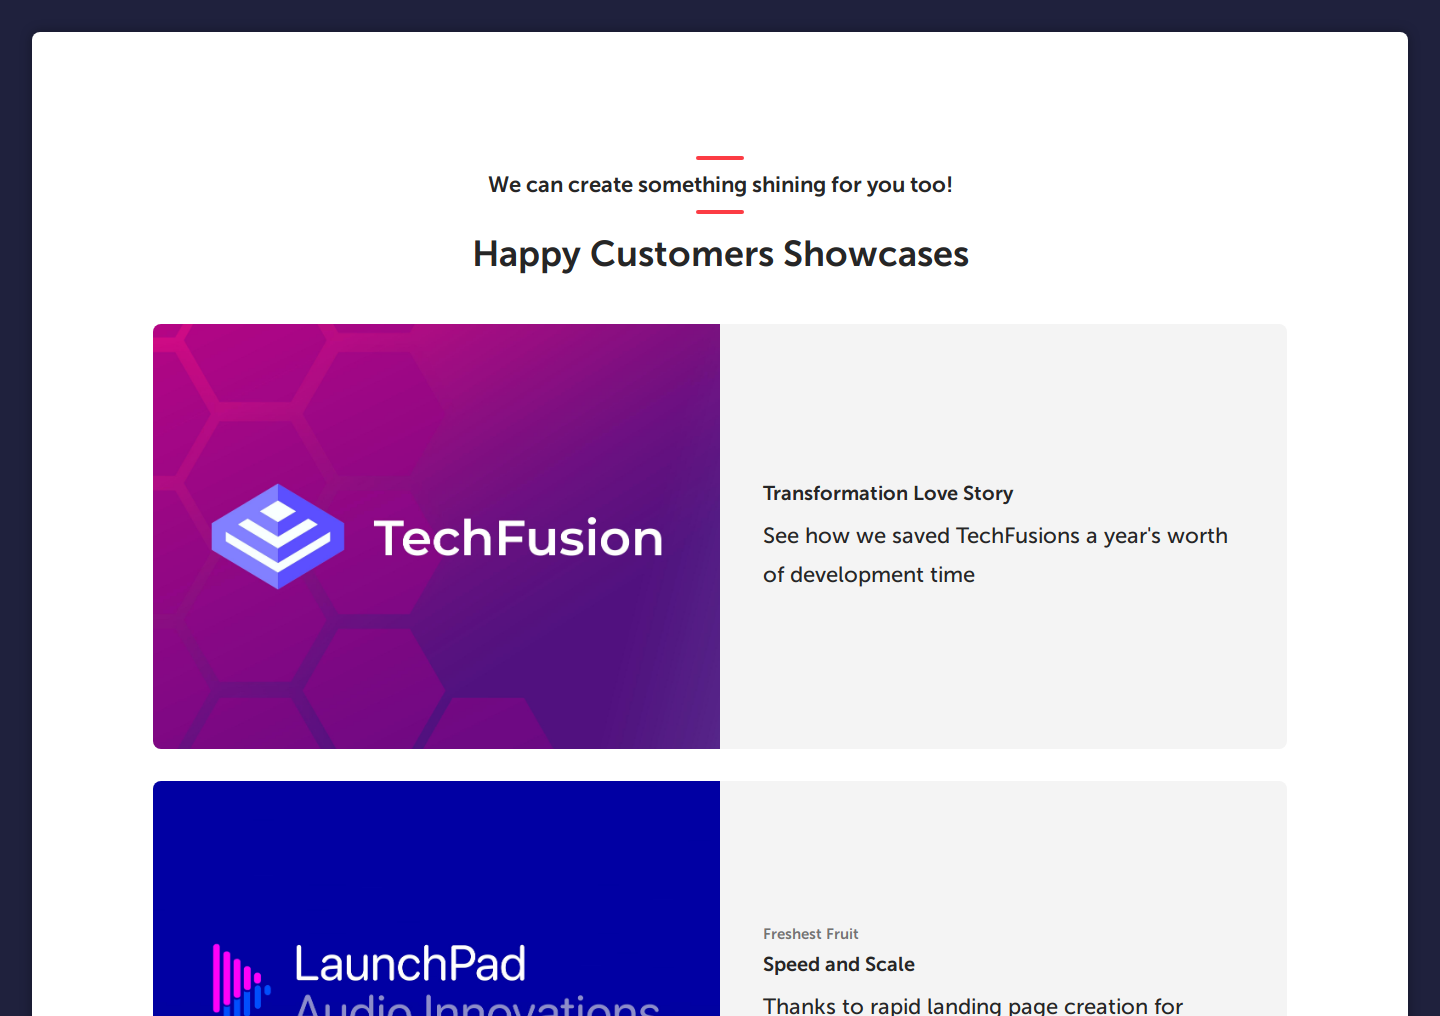 We can create something shining for you too!
Happy Customers Showcases
TechFusion
Transformation Love Story
See how we saved TechFusions a year's worth
of development time
LaunchPad
Audio Innovations
Freshest Fruit
Speed and Scale
Thanks to rapid landing page creation for